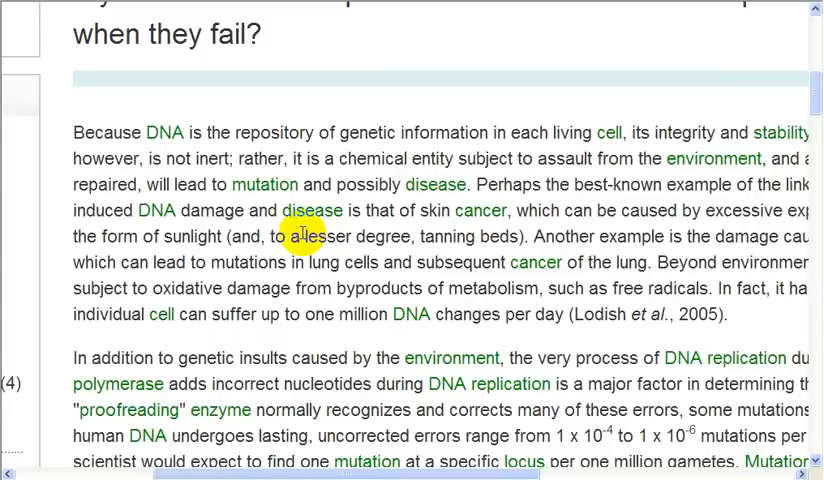 when they fail?
Because DNA is the repository of genetic information in each living cell, its integrity and stability
however, is not inert; rather, it is a chemical entity subject to assault from the environment, and
repaired, will lead to mutation and possibly disease. Perhaps the best-known example of the link
induced DNA damage and disease is that of skin cancer, which can be caused by excessive
the form of sunlight (and, to a lesser degree, tanning beds). Another example is the damage
which can lead to mutations in lung cells and subsequent cancer of the lung. Beyond
subject to oxidative damage from byproducts of metabolism, such as free radicals. In fact, it
individual cell can suffer up to one million DNA changes per day (Lodish et al., 2005).
In addition to genetic insults caused by the environment, the very process of DNA replication
(4)
polymerase adds incorrect nucleotides during DNA replication is a major factor in determining
"proofreading" enzyme normally recognizes and corrects many of these errors, some mutations
human DNA undergoes lasting, uncorrected errors range from 1 x 10⁻⁴ to 1 x 10⁻⁶ mutations per
scientist would expect to find one mutation at a specific locus per one million gametes.